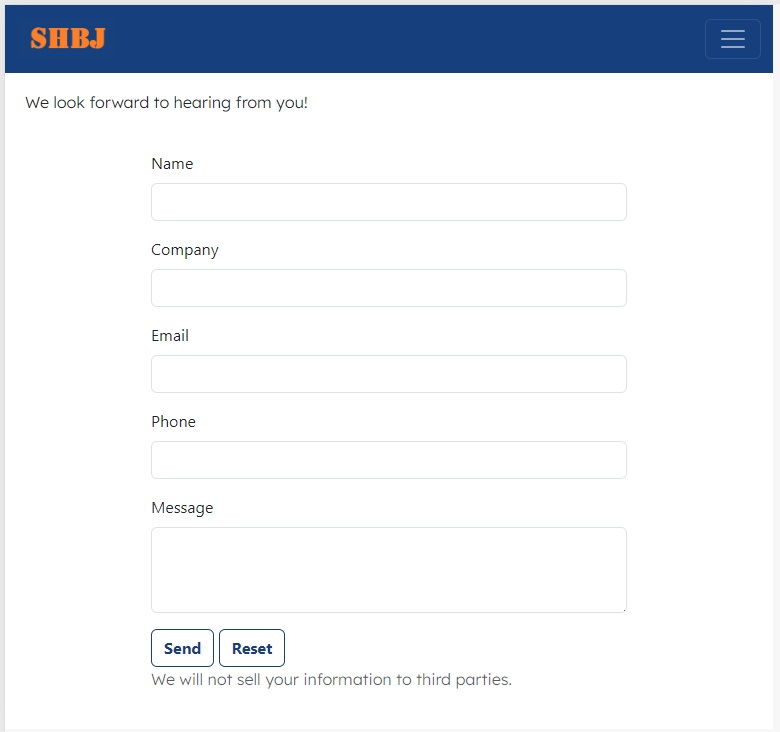 SHBJ
We look forward to hearing from you!
Name
Company
Email
Phone
Message
Send Reset
We will not sell your information to third parties.